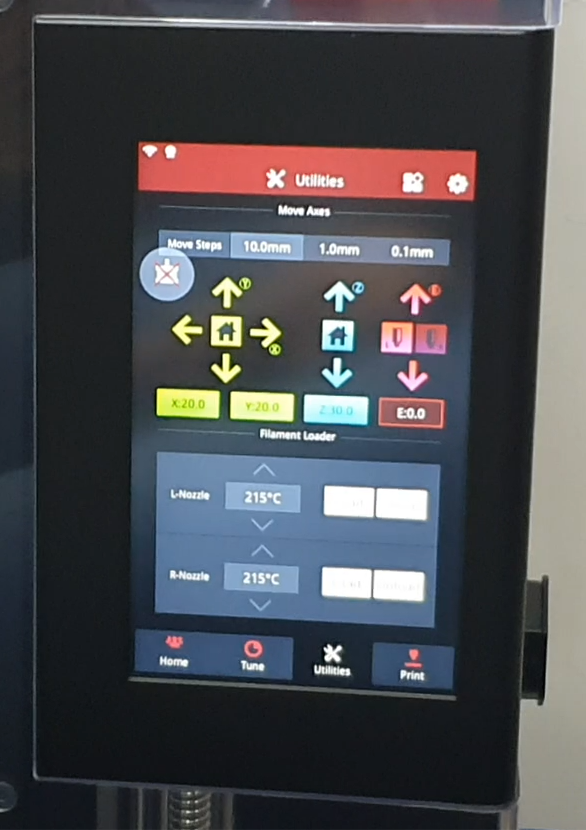 Utilities
Move Axes
Move Steps 10.0mm 1.0mm 0.1mm
Y Z E
X
X:20.0 Y:20.0 Z:30.0 E:0.0
Filament Loader
L-Nozzle 215°C
R-Nozzle 215°C
Home Tune Utilities Print